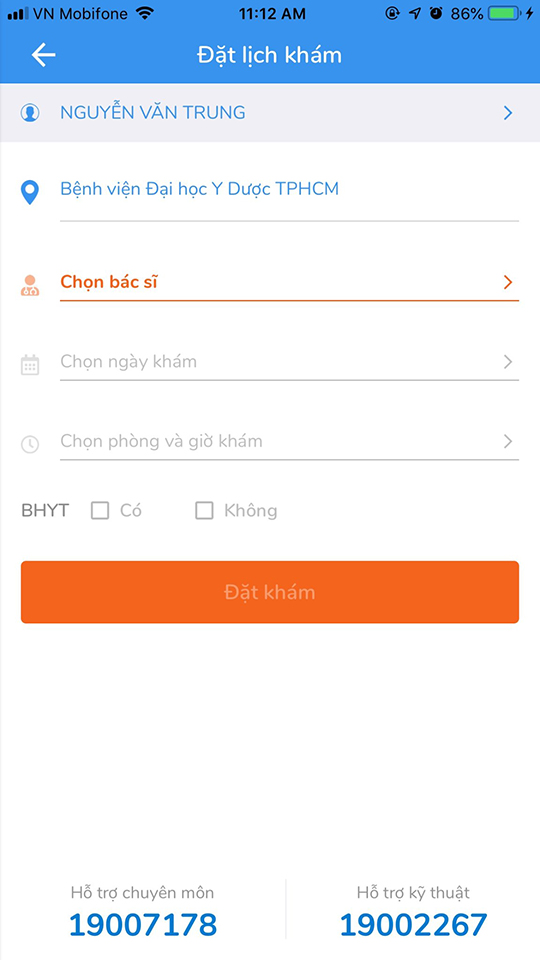 VN Mobifone 11:12 AM 86%
Đặt lịch khám
NGUYỄN VĂN TRUNG
Bệnh viện Đại học Y Dược TPHCM
Chọn bác sĩ
Chọn ngày khám
Chọn phòng và giờ khám
BHYT Có Không
Đặt khám
Hỗ trợ chuyên môn Hỗ trợ kỹ thuật
19007178 19002267